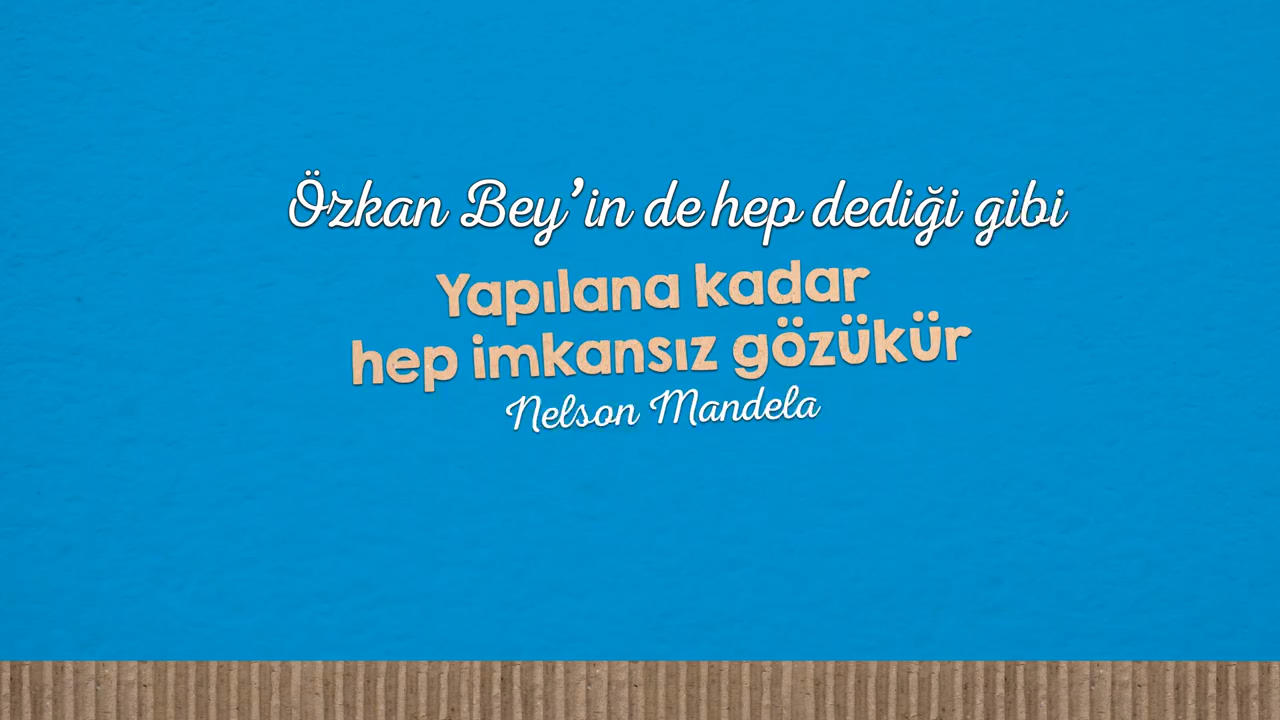 Özkan Bey'in de hep dediği gibi
Yapılana kadar
hep imkansız gözükür
Nelson Mandela